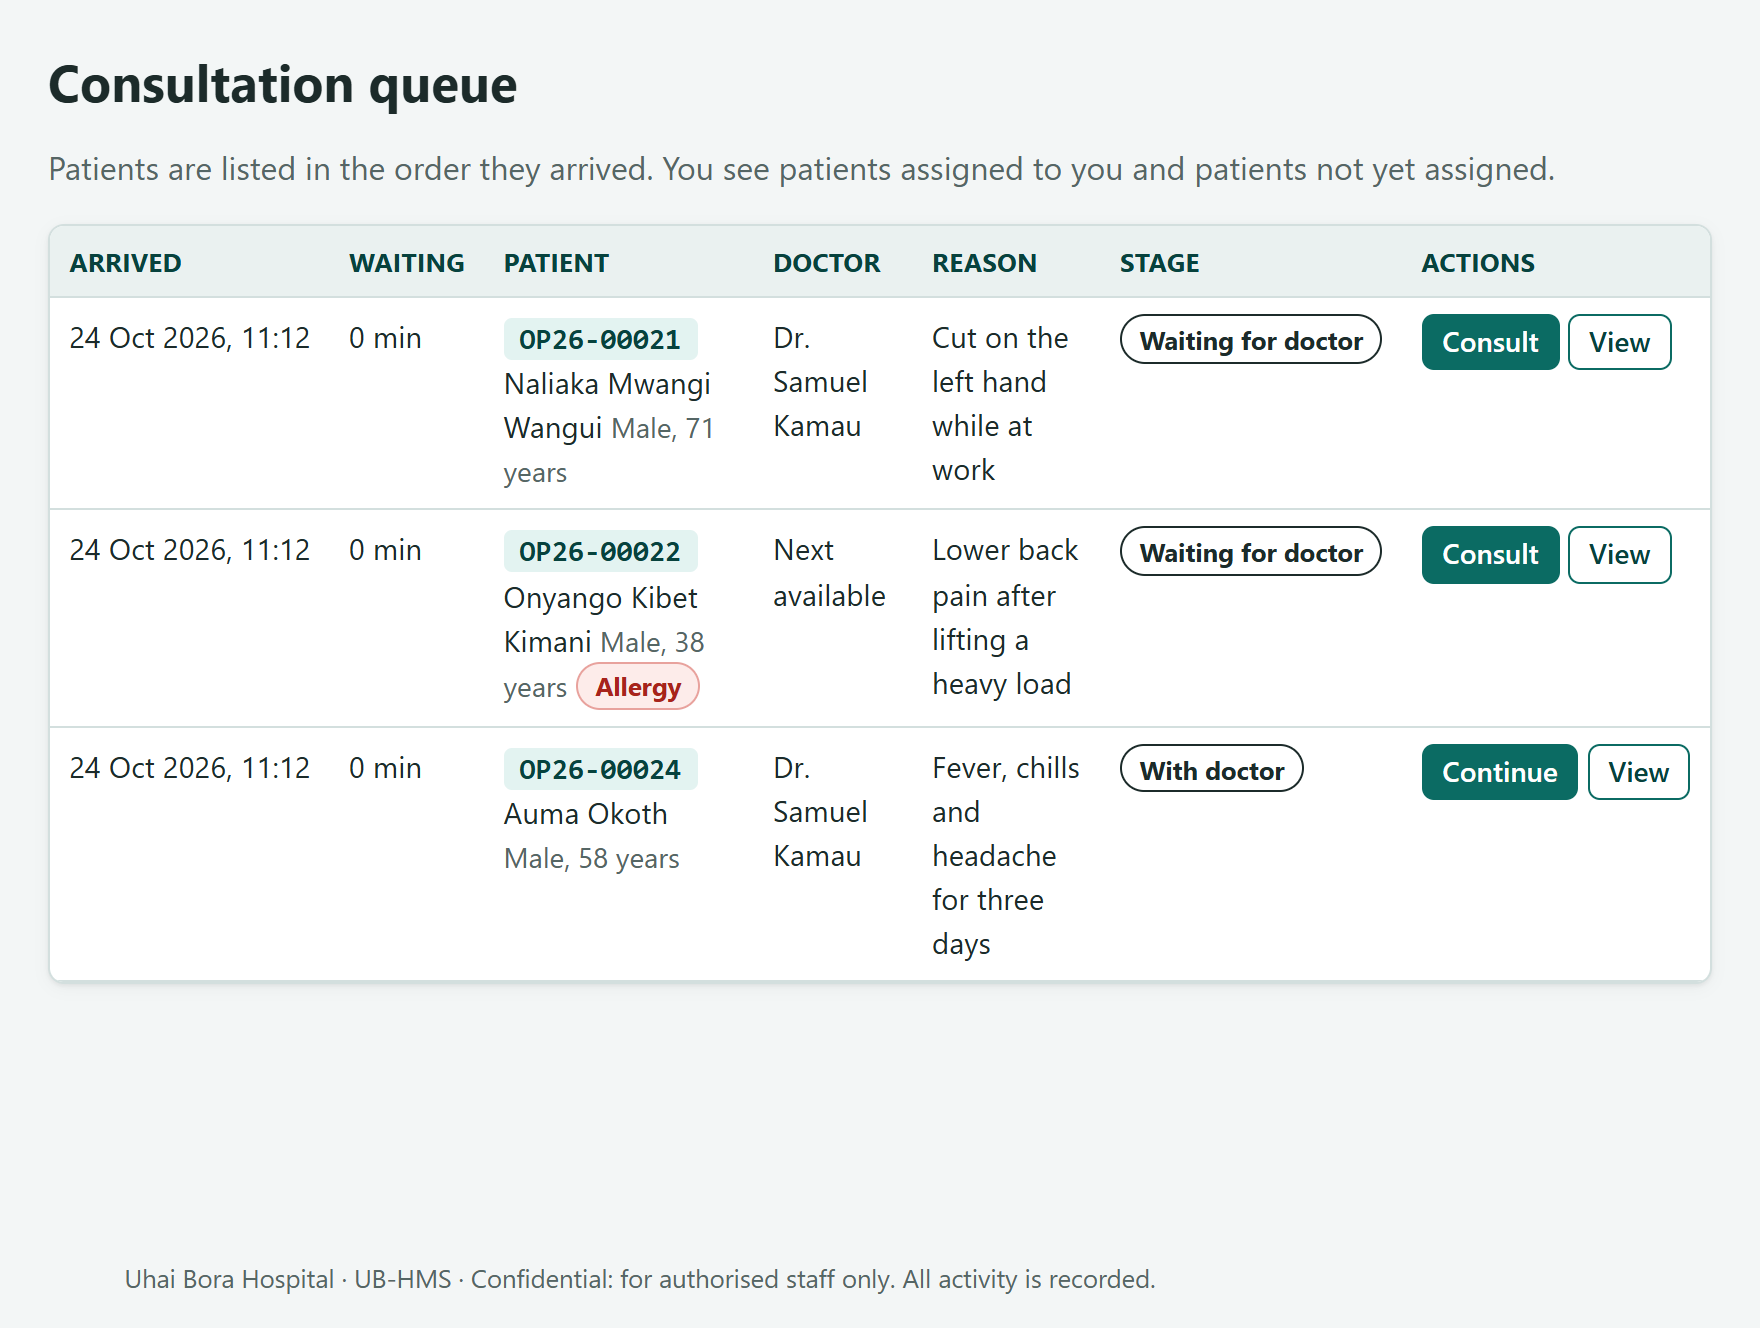 Consultation queue
Patients are listed in the order they arrived. You see patients assigned to you and patients not yet assigned.
ARRIVED WAITING PATIENT DOCTOR REASON STAGE ACTIONS
24 Oct 2026, 11:12 0 min OP26-00021 Dr. Cut on the Waiting for doctor Consult View
Naliaka Mwangi Samuel left hand
Wangui Male, 71 Kamau while at
years work
24 Oct 2026, 11:12 0 min OP26-00022 Next Lower back Waiting for doctor Consult View
Onyango Kibet available pain after
Kimani Male, 38 lifting a
years Allergy heavy load
24 Oct 2026, 11:12 0 min OP26-00024 Dr. Fever, chills With doctor Continue View
Auma Okoth Samuel and
Male, 58 years Kamau headache
for three
days
Uhai Bora Hospital · UB-HMS · Confidential: for authorised staff only. All activity is recorded.